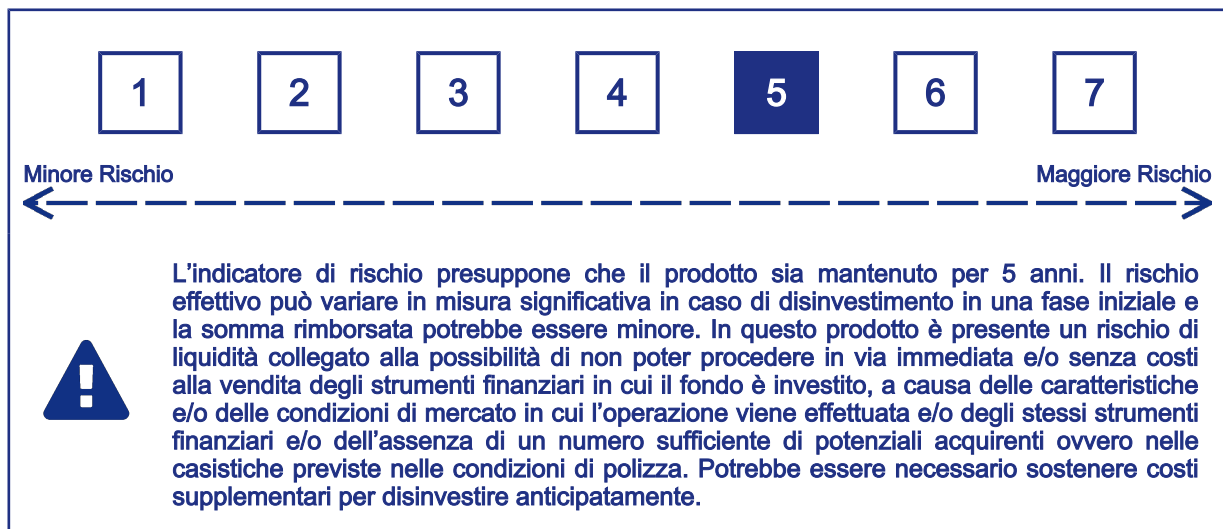 1 2 3 4 5 6 7
Minore Rischio Maggiore Rischio
L’indicatore di rischio presuppone che il prodotto sia mantenuto per 5 anni. Il rischio
effettivo può variare in misura significativa in caso di disinvestimento in una fase iniziale e
la somma rimborsata potrebbe essere minore. In questo prodotto è presente un rischio di
liquidità collegato alla possibilità di non poter procedere in via immediata e/o senza costi
alla vendita degli strumenti finanziari in cui il fondo è investito, a causa delle caratteristiche
e/o delle condizioni di mercato in cui l’operazione viene effettuata e/o degli stessi strumenti
finanziari e/o dell’assenza di un numero sufficiente di potenziali acquirenti ovvero nelle
casistiche previste nelle condizioni di polizza. Potrebbe essere necessario sostenere costi
supplementari per disinvestire anticipatamente.